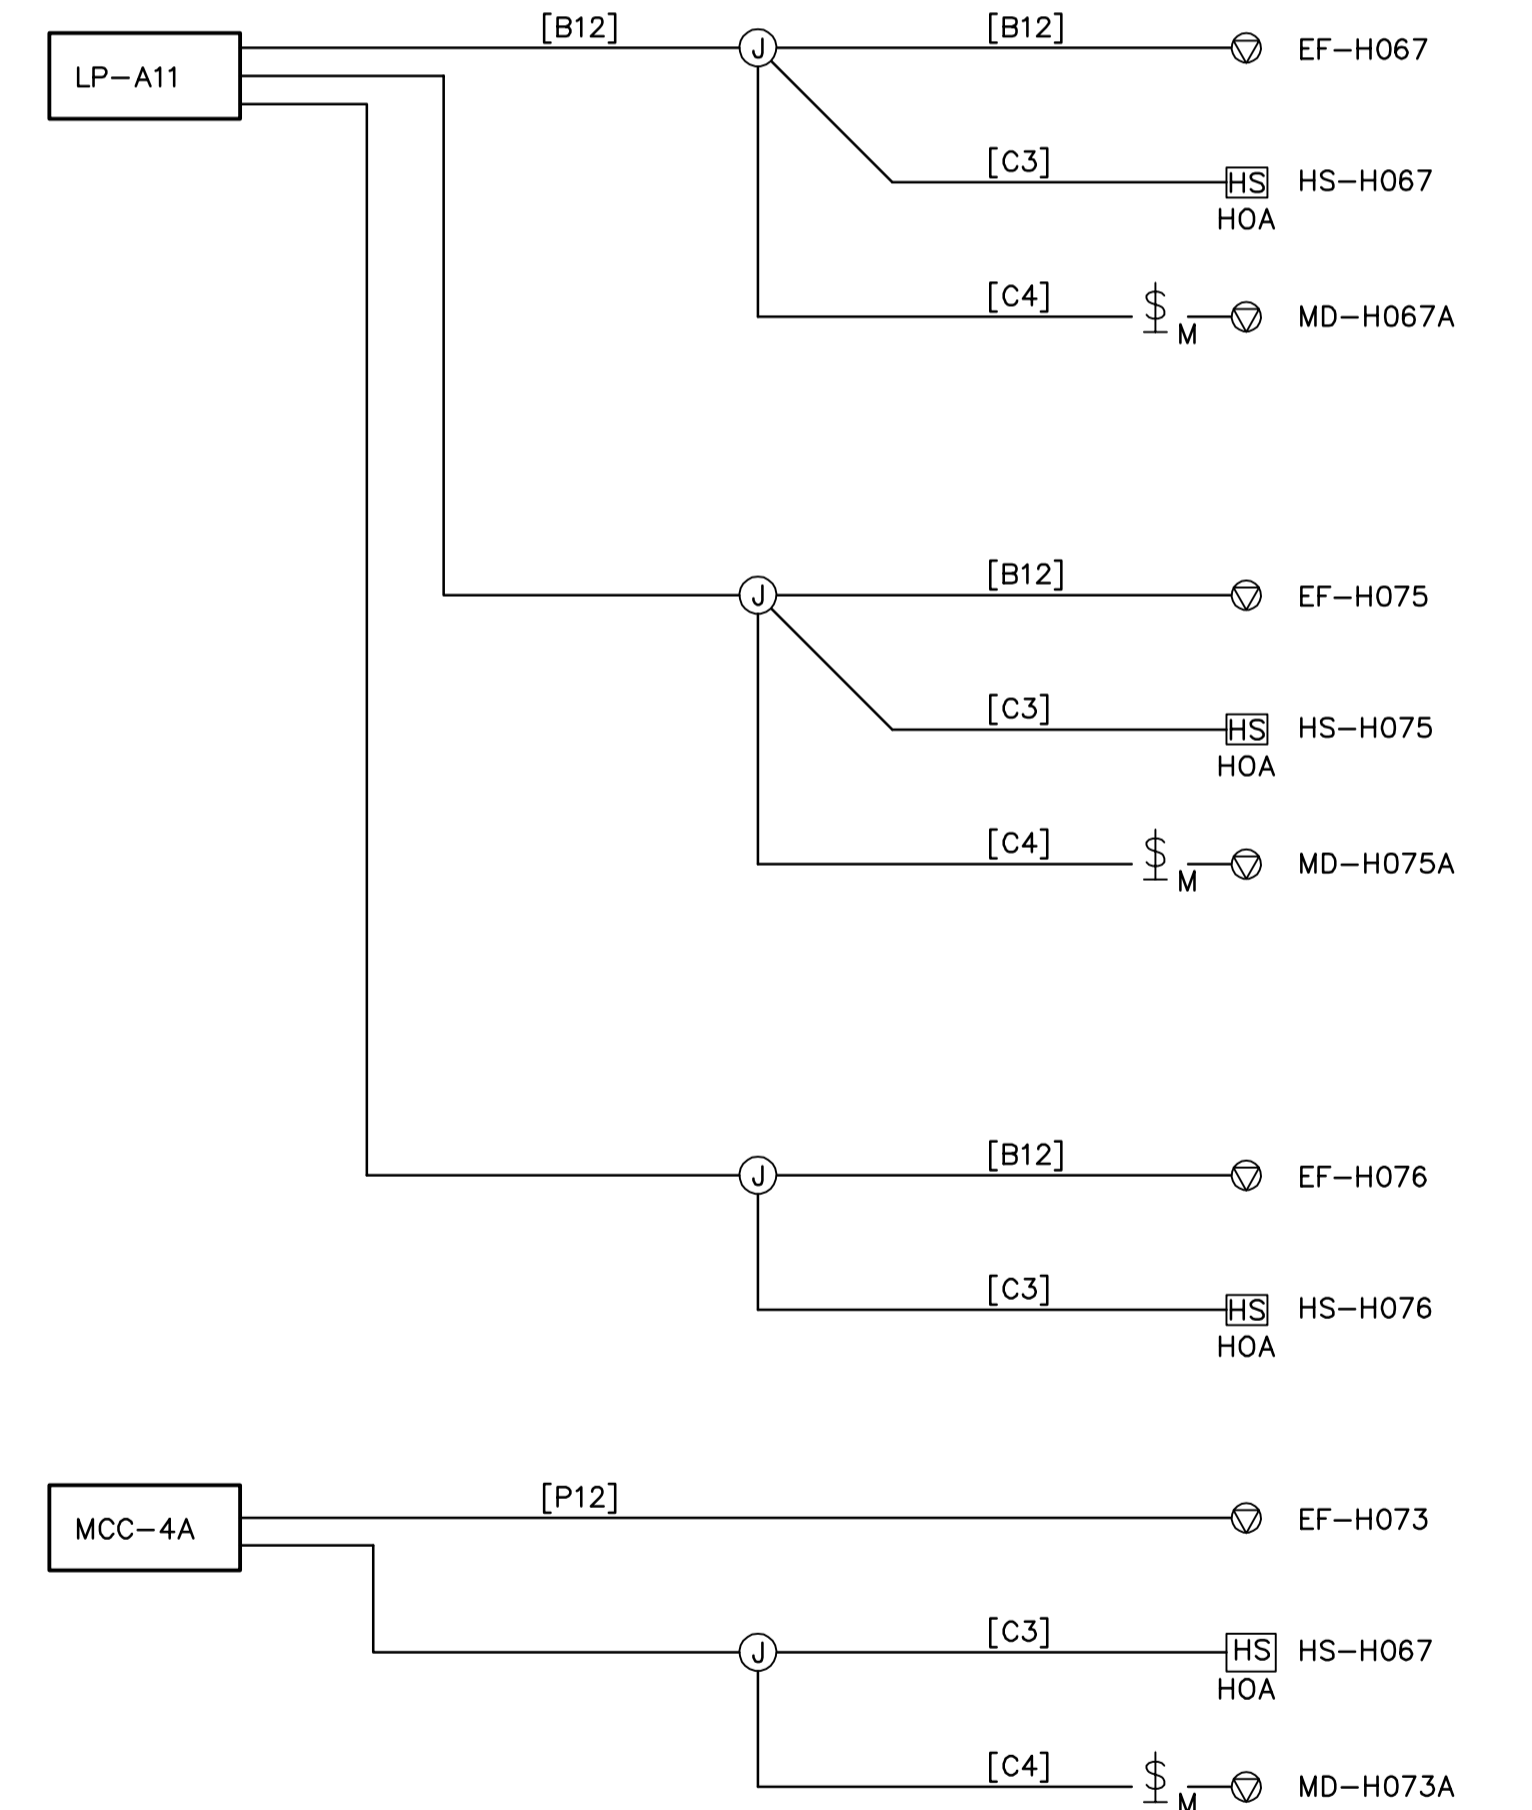 [B12] [B12]
LP-A11 J EF-H067
[C3]
HS HS-H067
HOA
[C4]
$ M MD-H067A
[B12]
J EF-H075
[C3]
HS HS-H075
HOA
[C4]
$ M MD-H075A
[B12]
J EF-H076
[C3]
HS HS-H076
HOA
[P12]
MCC-4A EF-H073
[C3]
J HS HS-H067
HOA
[C4]
$ M MD-H073A